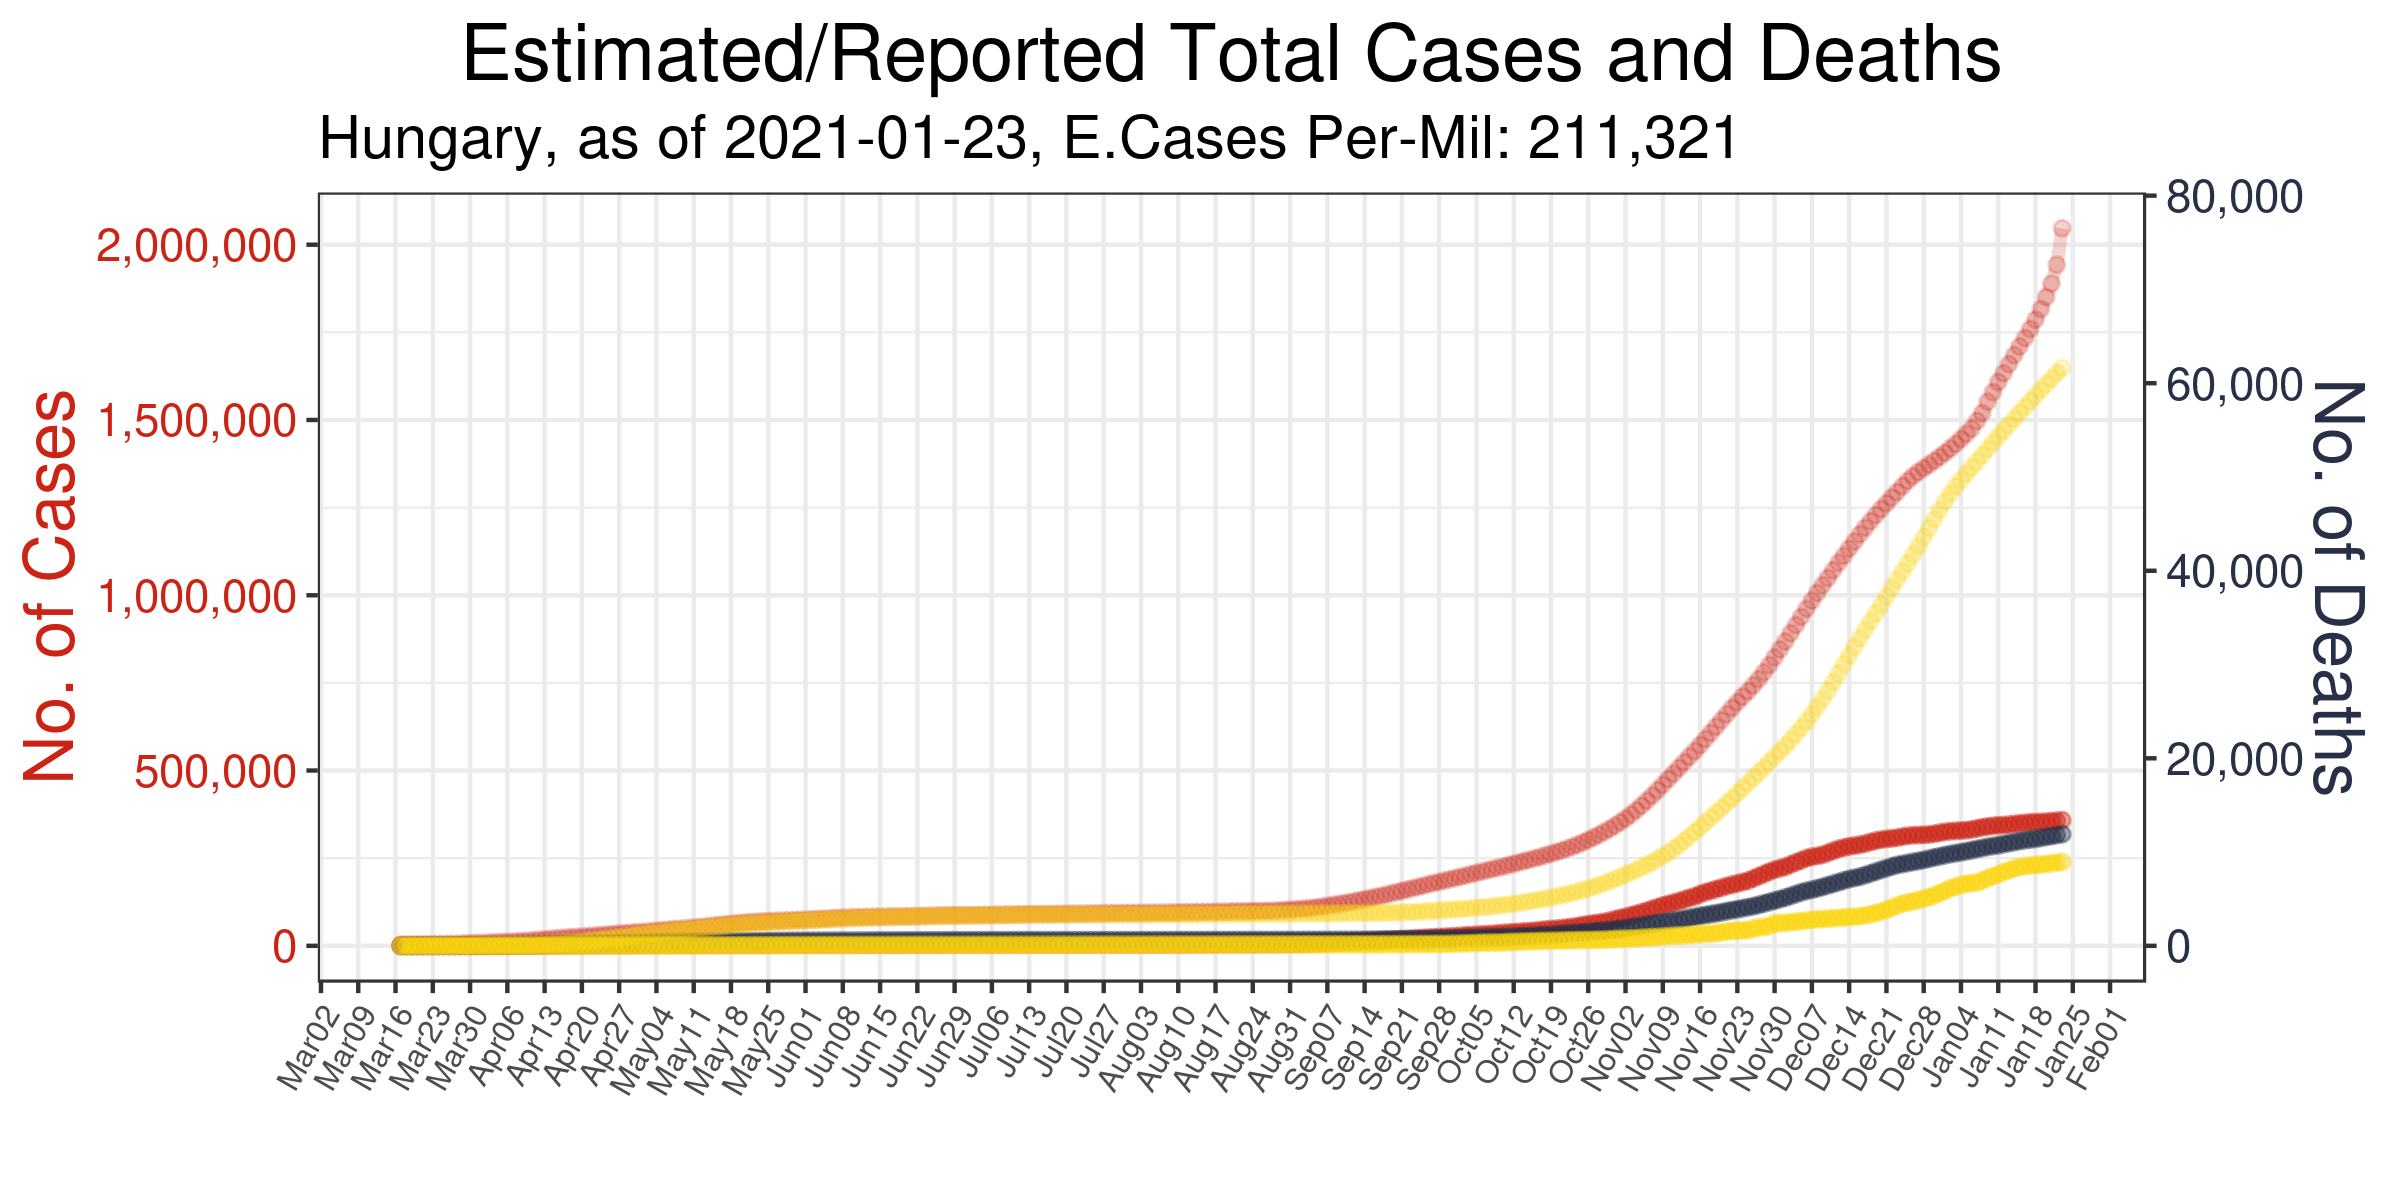 Estimated/Reported Total Cases and Deaths
Hungary, as of 2021-01-23, E.Cases Per-Mil: 211,321
No. of Cases
2,000,000
1,500,000
1,000,000
500,000
0
80,000
60,000
40,000
20,000
0
No. of Deaths
Mar02
Mar09
Mar16
Mar23
Mar30
Apr06
Apr13
Apr20
Apr27
May04
May11
May18
May25
Jun01
Jun08
Jun15
Jun22
Jun29
Jul06
Jul13
Jul20
Jul27
Aug03
Aug10
Aug17
Aug24
Aug31
Sep07
Sep14
Sep21
Sep28
Oct05
Oct12
Oct19
Oct26
Nov02
Nov09
Nov16
Nov23
Nov30
Dec07
Dec14
Dec21
Dec28
Jan04
Jan11
Jan18
Jan25
Feb01